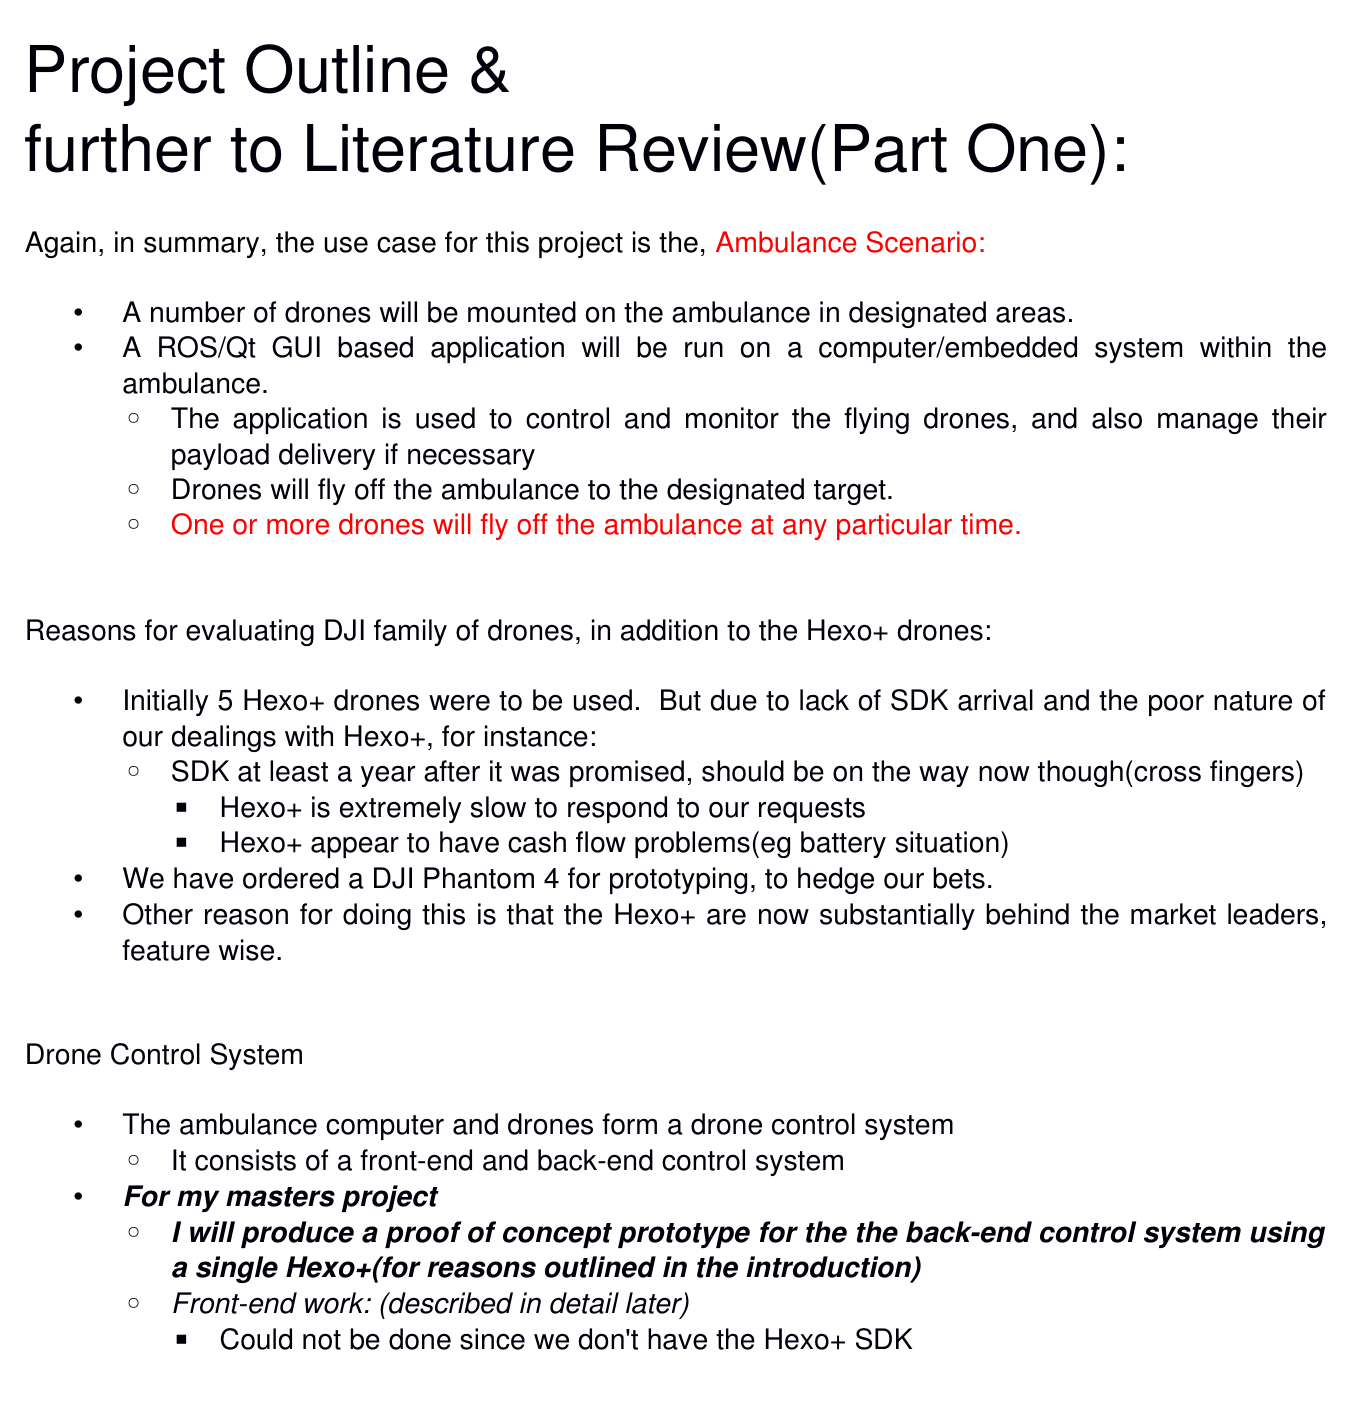 Project Outline &
further to Literature Review(Part One):
Again, in summary, the use case for this project is the, Ambulance Scenario:
• A number of drones will be mounted on the ambulance in designated areas.
• A ROS/Qt GUI based application will be run on a computer/embedded system within the
ambulance.
○ The application is used to control and monitor the flying drones, and also manage their
payload delivery if necessary
○ Drones will fly off the ambulance to the designated target.
○ One or more drones will fly off the ambulance at any particular time.
Reasons for evaluating DJI family of drones, in addition to the Hexo+ drones:
• Initially 5 Hexo+ drones were to be used.  But due to lack of SDK arrival and the poor nature of
our dealings with Hexo+, for instance:
○ SDK at least a year after it was promised, should be on the way now though(cross fingers)
▪ Hexo+ is extremely slow to respond to our requests
▪ Hexo+ appear to have cash flow problems(eg battery situation)
• We have ordered a DJI Phantom 4 for prototyping, to hedge our bets.
• Other reason for doing this is that the Hexo+ are now substantially behind the market leaders,
feature wise.
Drone Control System
• The ambulance computer and drones form a drone control system
○ It consists of a front-end and back-end control system
• For my masters project
○ I will produce a proof of concept prototype for the the back-end control system using
a single Hexo+(for reasons outlined in the introduction)
○ Front-end work: (described in detail later)
▪ Could not be done since we don't have the Hexo+ SDK